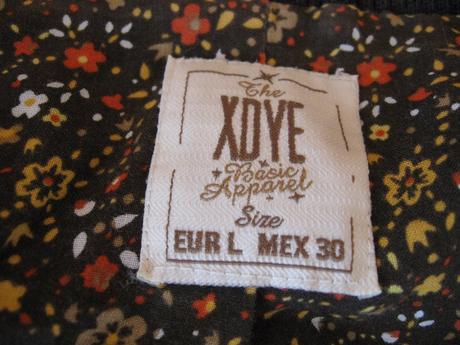 The
XDYE
Basic
Apparel
Size
EUR L MEX 30